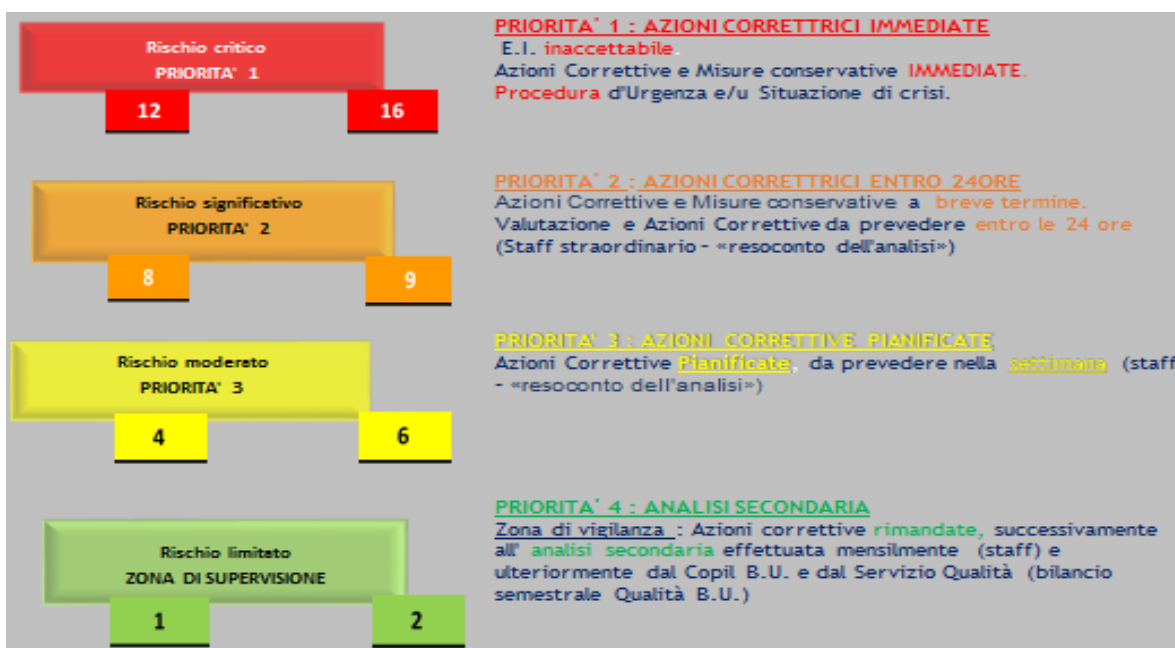 Rischio critico
PRIORITA' 1
12
16
PRIORITA' 1 : AZIONI CORRETTRICI IMMEDIATE
E.I. inaccettabile.
Azioni Correttive e Misure conservative IMMEDIATE.
Procedura d'Urgenza e/u Situazione di crisi.
Rischio significativo
PRIORITA' 2
8
9
PRIORITA' 2 : AZIONI CORRETTRICI ENTRO 24ORE
Azioni Correttive e Misure conservative a breve termine.
Valutazione e Azioni Correttive da prevedere entro le 24 ore
(Staff straordinario - «resoconto dell'analisi»)
Rischio moderato
PRIORITA' 3
4
6
PRIORITA' 3 : AZIONI CORRETTIVE PIANIFICATE
Azioni Correttive Pianificate, da prevedere nella settimana (staff
- «resoconto dell'analisi»)
Rischio limitato
ZONA DI SUPERVISIONE
1
2
PRIORITA' 4 : ANALISI SECONDARIA
Zona di vigilanza : Azioni correttive rimandate, successivamente
all' analisi secondaria effettuata mensilmente (staff) e
ulteriormente dal Copil B.U. e dal Servizio Qualità (bilancio
semestrale Qualità B.U.)